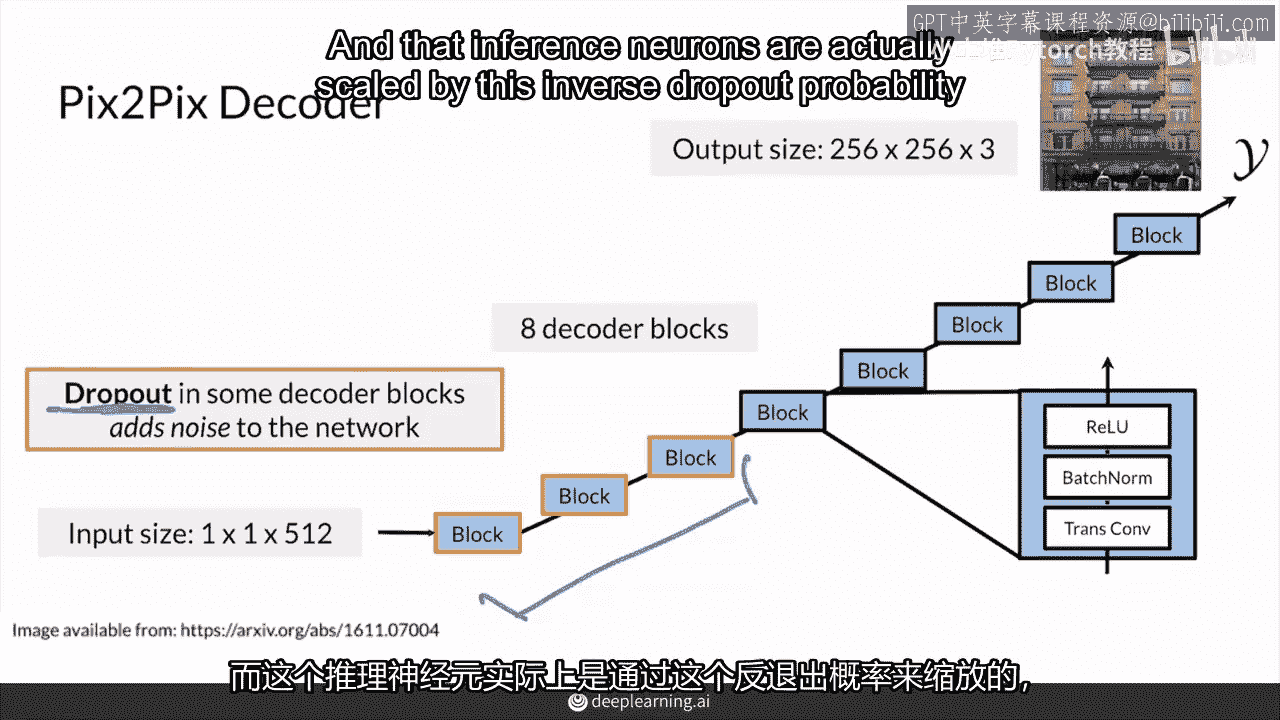 GPT中英字幕课程资源@bilibili.com
And that inference neurons are actually
scaled by this inverse dropout probability
Pix2Pix Decoder
Output size: 256 x 256 x 3
y
Block
Block
Block
8 decoder blocks
Block
Dropout in some decoder blocks
adds noise to the network
Block
ReLU
Block
BatchNorm
Block
Trans Conv
Input size: 1 x 1 x 512
Block
Image available from: https://arxiv.org/abs/1611.07004
而这个推理神经元实际上是通过这个反退出概率来缩放的,
deeplearning.ai